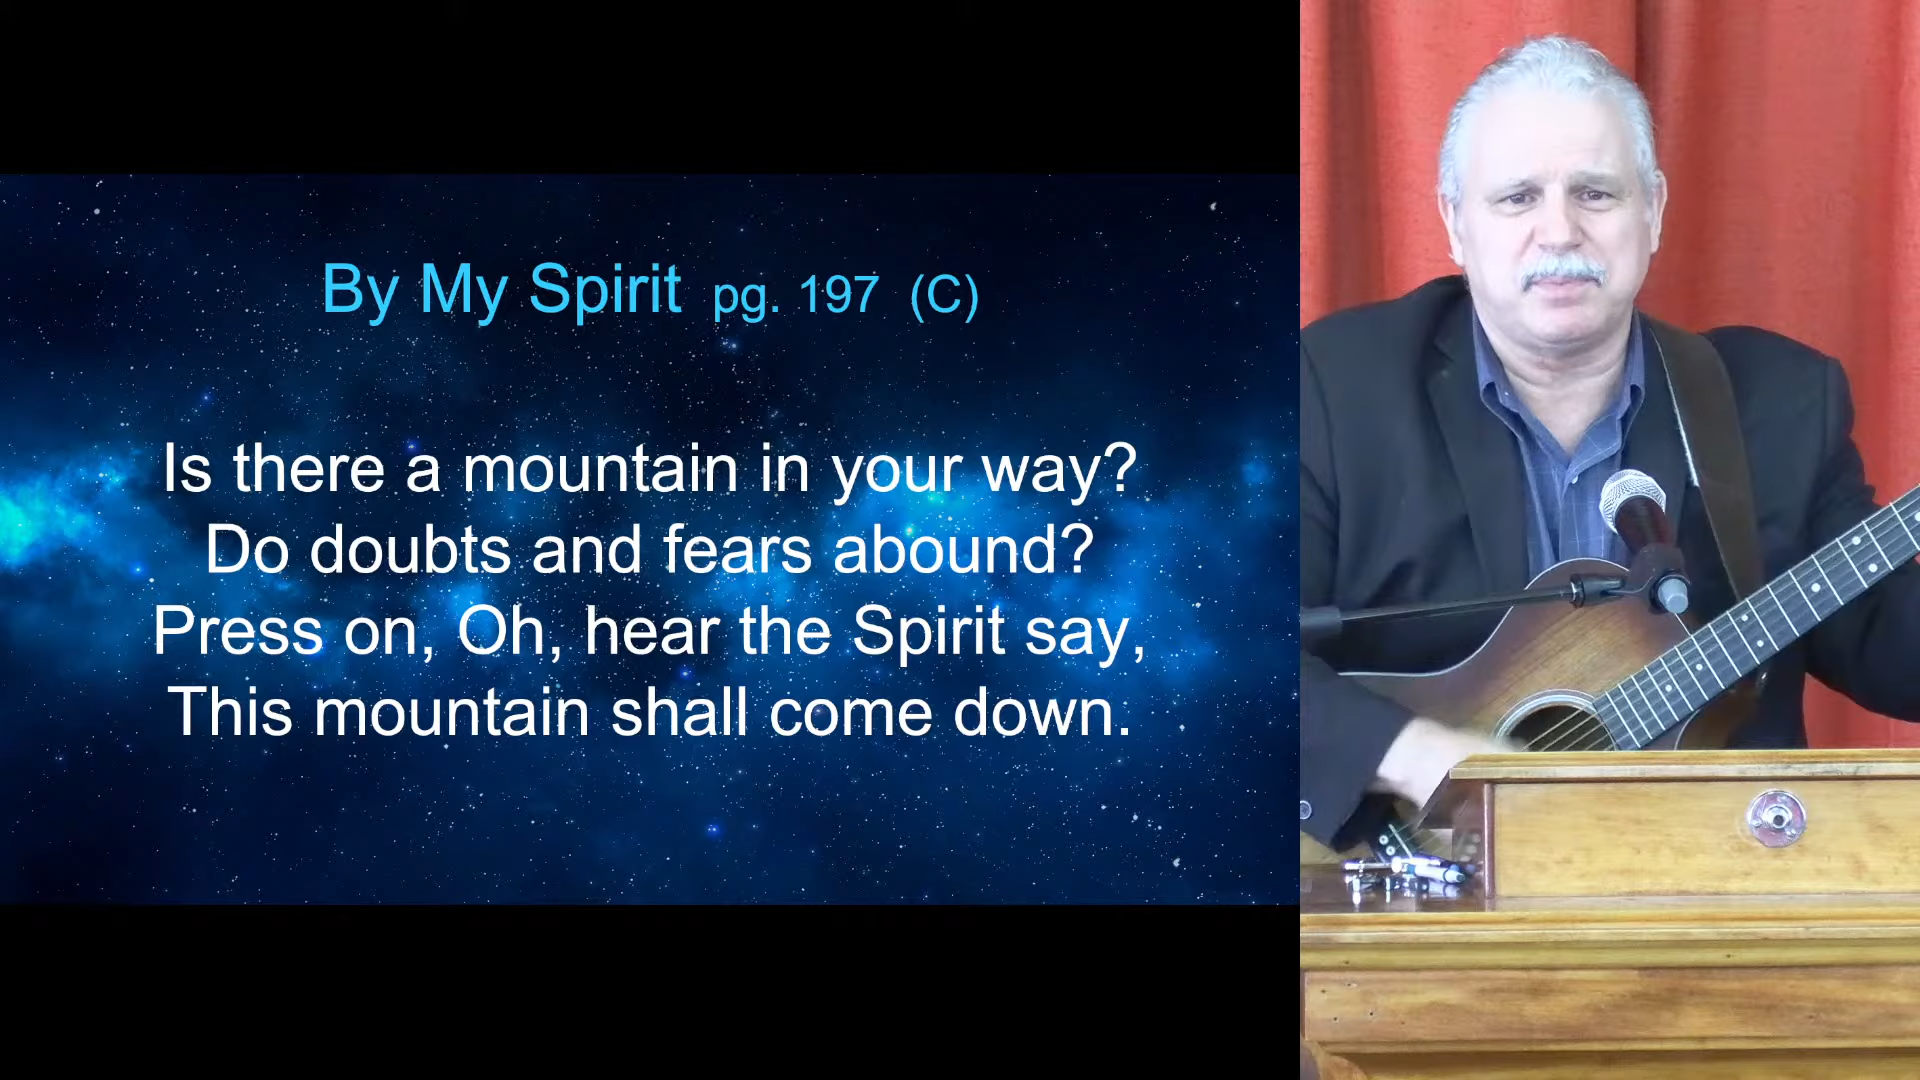 By My Spirit pg. 197 (C)
Is there a mountain in your way?
Do doubts and fears abound?
Press on, Oh, hear the Spirit say,
This mountain shall come down.